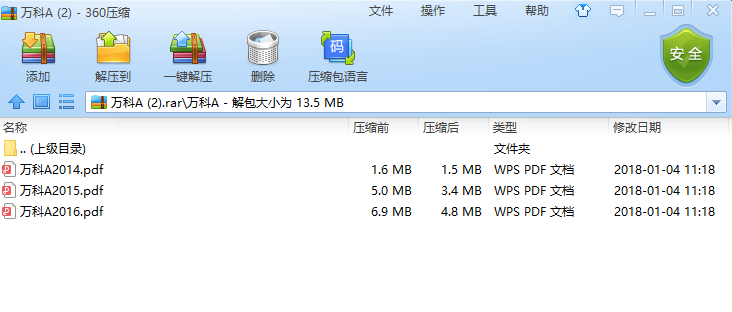 万科A (2) - 360压缩 文件 操作 工具 帮助
添加 解压到 一键解压 删除 码 压缩包语言 安全
万科A (2).rar\万科A - 解包大小为 13.5 MB
名称 压缩前 压缩后 类型 修改日期
.. (上级目录) 文件夹
万科A2014.pdf 1.6 MB 1.5 MB WPS PDF 文档 2018-01-04 11:18
万科A2015.pdf 5.0 MB 3.4 MB WPS PDF 文档 2018-01-04 11:18
万科A2016.pdf 6.9 MB 4.8 MB WPS PDF 文档 2018-01-04 11:18